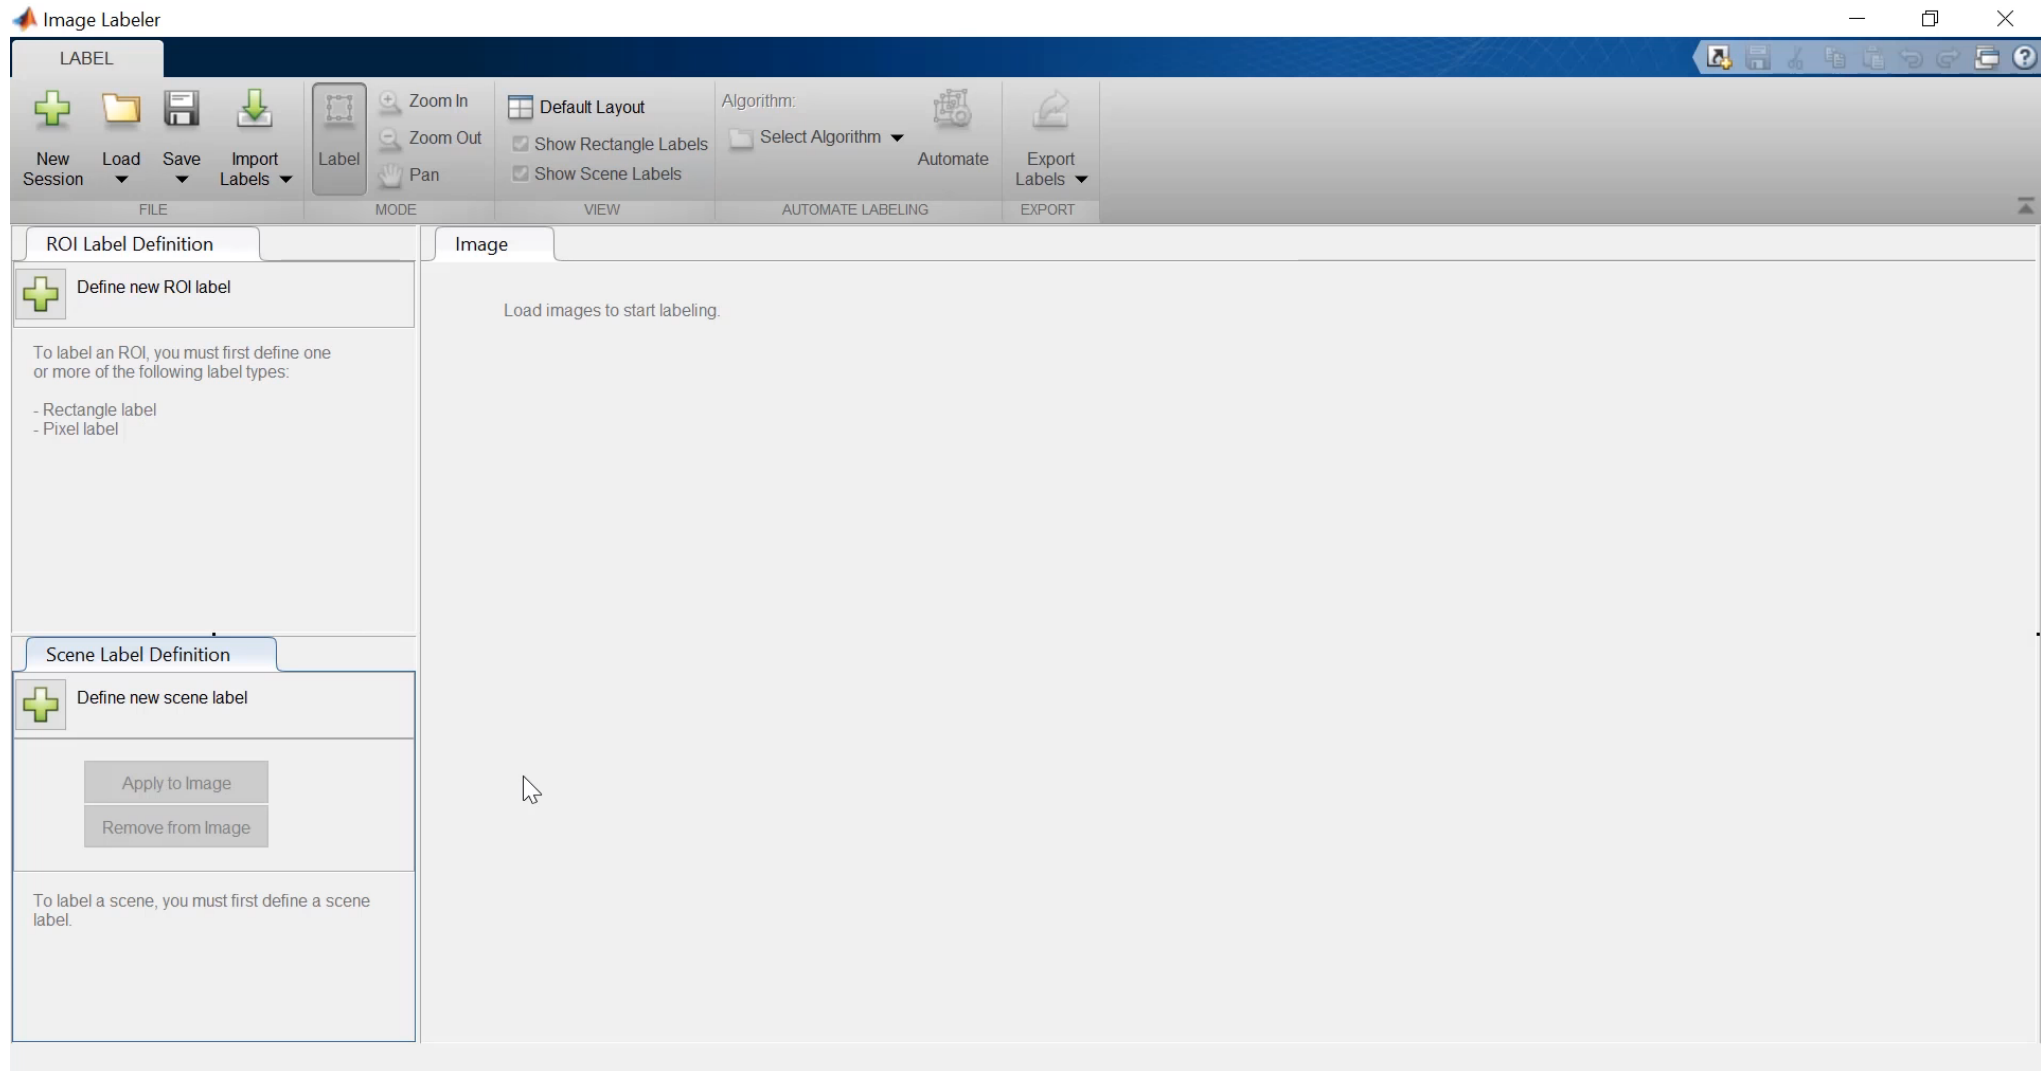 Image Labeler
LABEL
New
Session
Load
Save
Import
Labels
FILE
Label
Zoom In
Zoom Out
Pan
MODE
Default Layout
Show Rectangle Labels
Show Scene Labels
VIEW
Algorithm:
Select Algorithm
Automate
AUTOMATE LABELING
Export
Labels
EXPORT
ROI Label Definition
Define new ROI label
To label an ROI, you must first define one
or more of the following label types:
- Rectangle label
- Pixel label
Image
Load images to start labeling.
Scene Label Definition
Define new scene label
Apply to Image
Remove from Image
To label a scene, you must first define a scene
label.